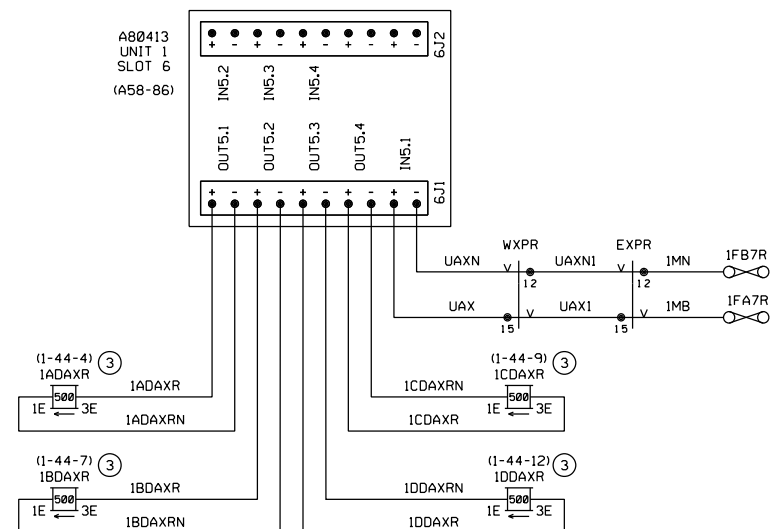 A80413
UNIT 1
SLOT 6
(A58-86)
+ - + - + - + - + -
6J2
IN5.2
IN5.3
IN5.4
OUT5.1
OUT5.2
OUT5.3
OUT5.4
IN5.1
+ - + - + - + - + -
6J1
WXPR
EXPR
UAXN
V
12
UAXN1
V
12
1MN
1FB7R
UAX
15
V
UAX1
15
V
1MB
1FA7R
(1-44-4)
3
1ADAXR
500
1E
3E
1ADAXR
1ADAXRN
(1-44-9)
3
1CDAXR
500
1E
3E
1CDAXRN
1CDAXR
(1-44-7)
3
1BDAXR
500
1E
3E
1BDAXR
1BDAXRN
(1-44-12)
3
1DDAXR
500
1E
3E
1DDAXRN
1DDAXR